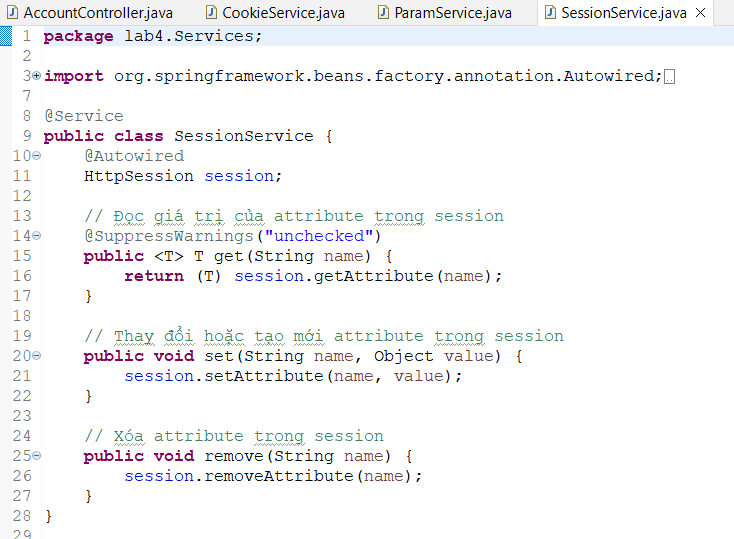 AccountController.java CookieService.java ParamService.java SessionService.java
1 package lab4.Services;
2
3 import org.springframework.beans.factory.annotation.Autowired;
7
8 @Service
9 public class SessionService {
10 @Autowired
11 HttpSession session;
12
13 // Đọc giá trị của attribute trong session
14 @SuppressWarnings("unchecked")
15 public <T> T get(String name) {
16 return (T) session.getAttribute(name);
17 }
18
19 // Thay đổi hoặc tạo mới attribute trong session
20 public void set(String name, Object value) {
21 session.setAttribute(name, value);
22 }
23
24 // Xóa attribute trong session
25 public void remove(String name) {
26 session.removeAttribute(name);
27 }
28 }
29